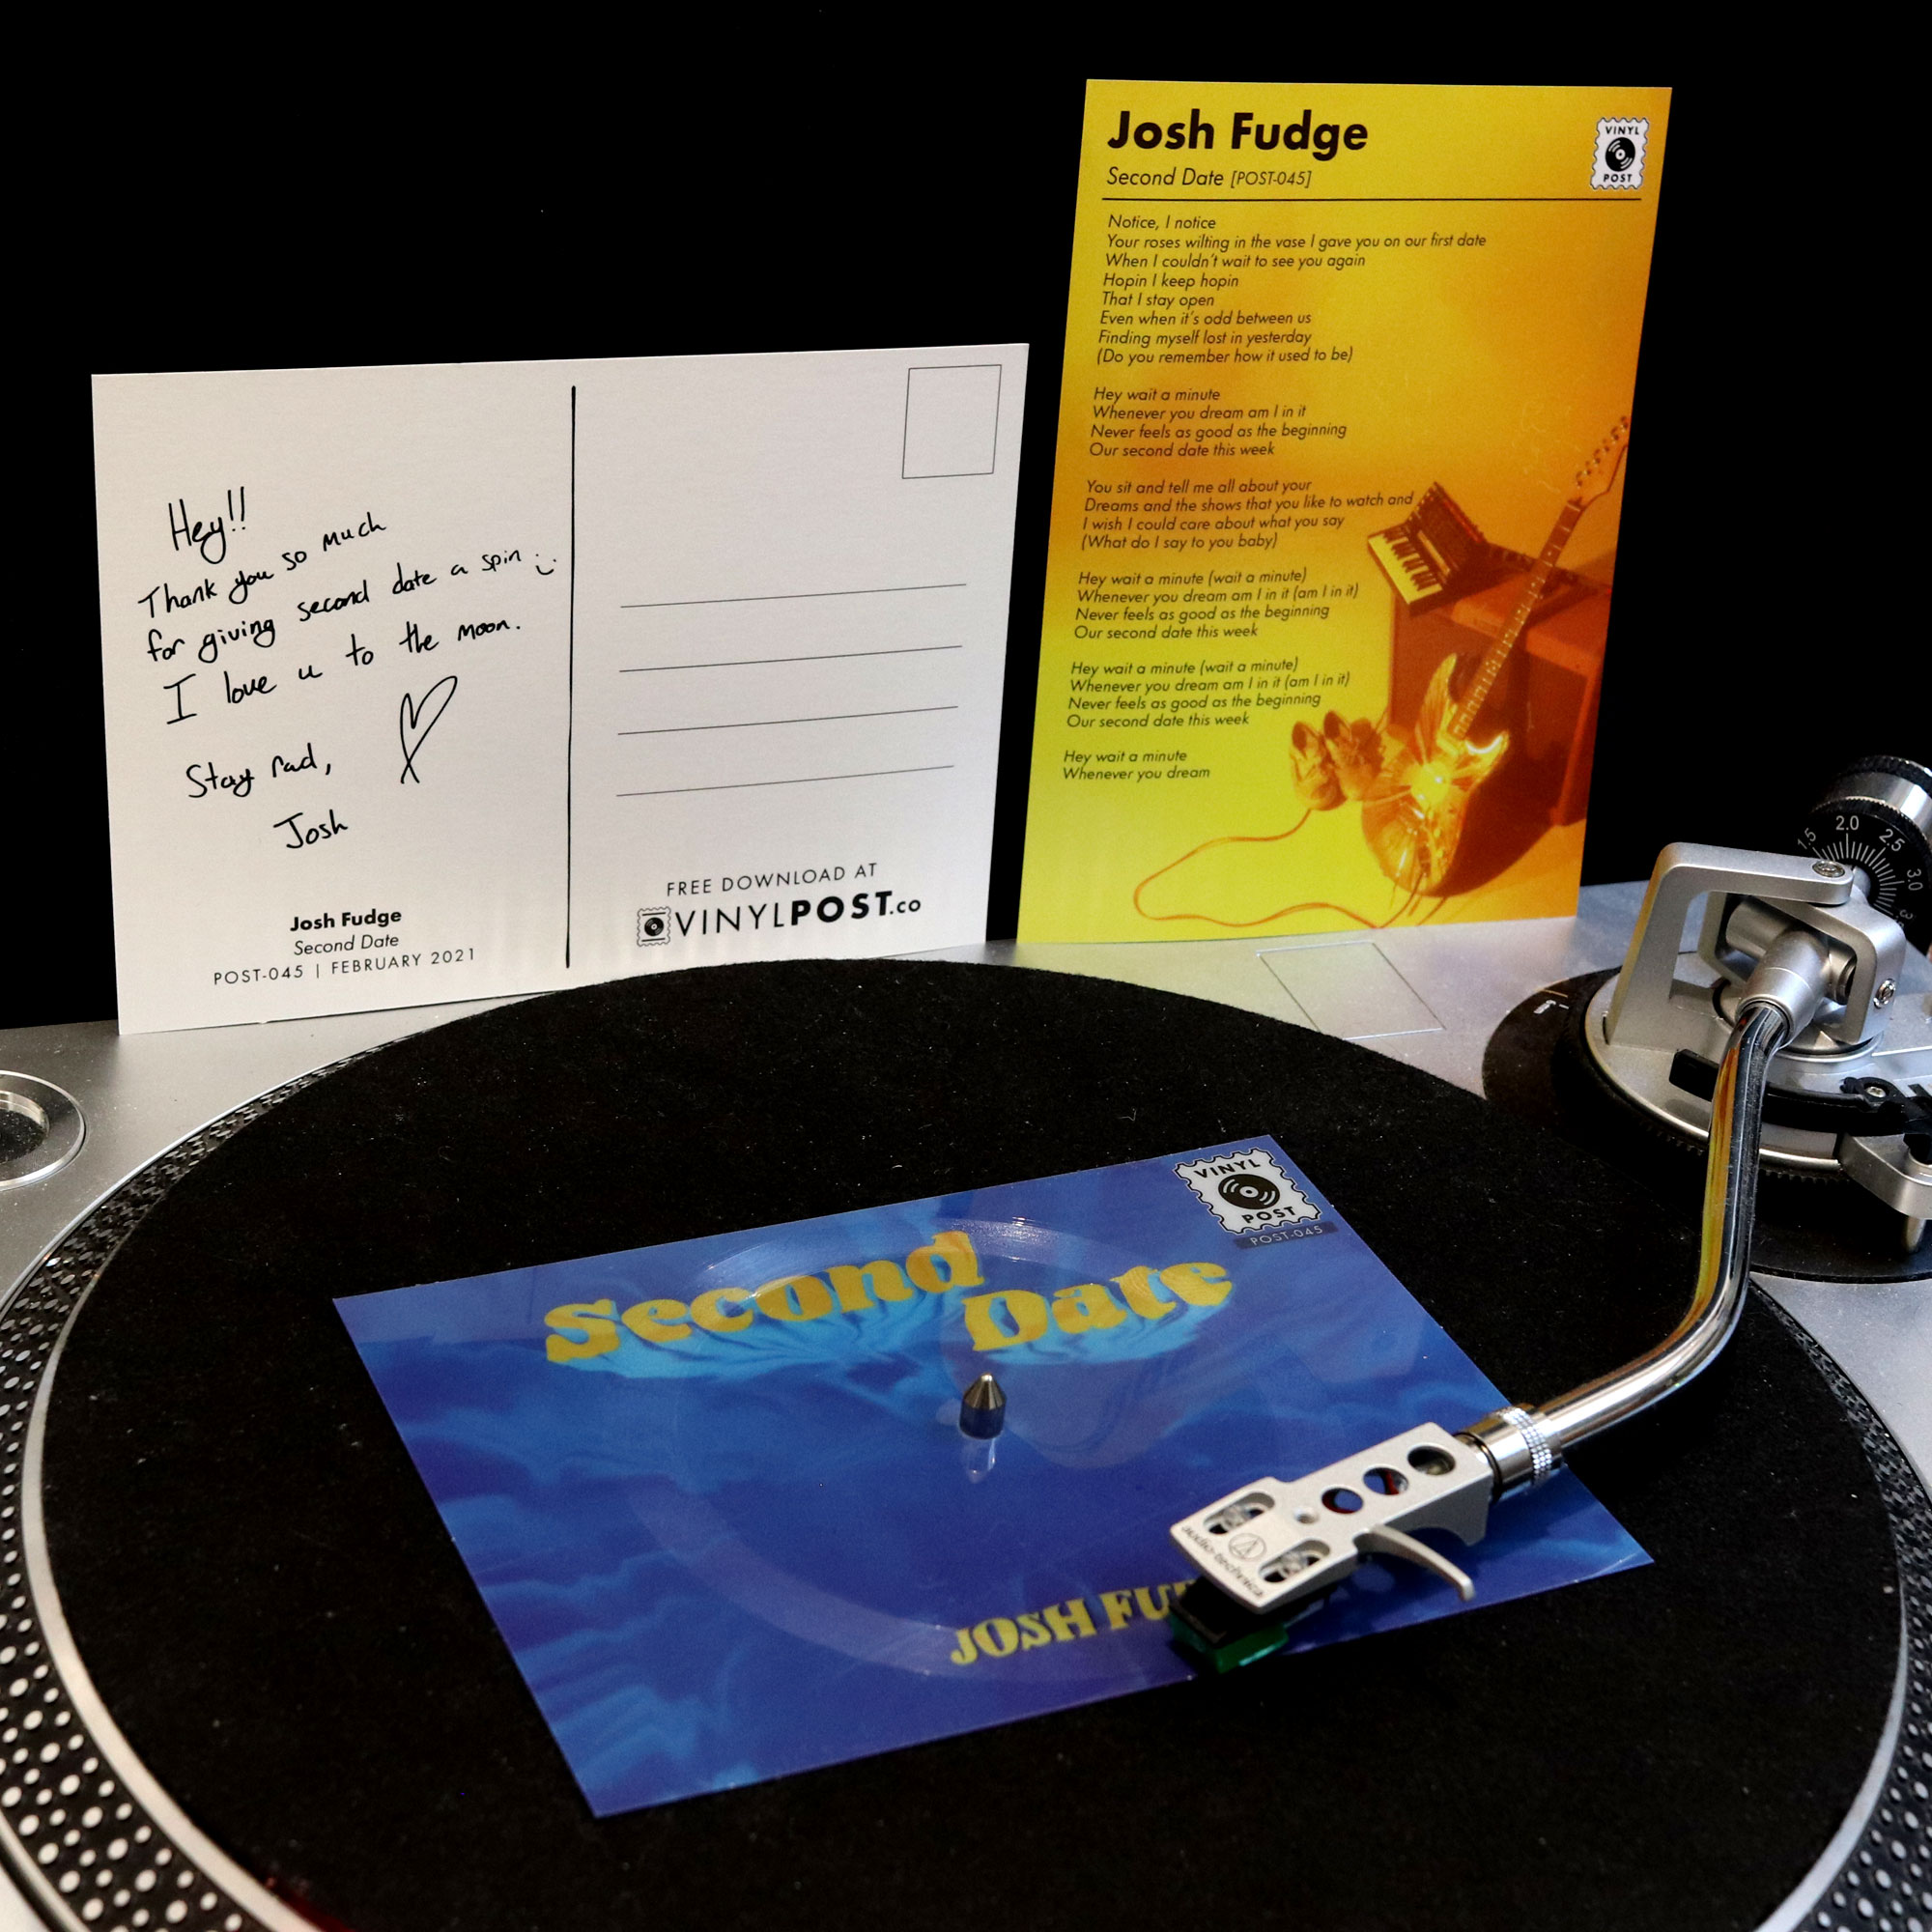 Hey!!
Thank you so much
for giving second date a spin :)
I love u to the moon.
Stay rad,
Josh
Josh Fudge
Second Date
POST-045 | FEBRUARY 2021
FREE DOWNLOAD AT
VINYLPOST.co
Josh Fudge
Second Date [POST-045]
VINYL
POST
Notice, I notice
Your roses wilting in the vase I gave you on our first date
When I couldn't wait to see you again
Hopin I keep hopin
That I stay open
Even when it's odd between us
Finding myself lost in yesterday
(Do you remember how it used to be)
Hey wait a minute
Whenever you dream am I in it
Never feels as good as the beginning
Our second date this week
You sit and tell me all about your
Dreams and the shows that you like to watch and
I wish I could care about what you say
(What do I say to you baby)
Hey wait a minute (wait a minute)
Whenever you dream am I in it (am I in it)
Never feels as good as the beginning
Our second date this week
Hey wait a minute (wait a minute)
Whenever you dream am I in it (am I in it)
Never feels as good as the beginning
Our second date this week
Hey wait a minute
Whenever you dream
1.5 2.0 2.5 3.0
VINYL
POST
POST-045
Second
Date
JOSH FU
audio-technica